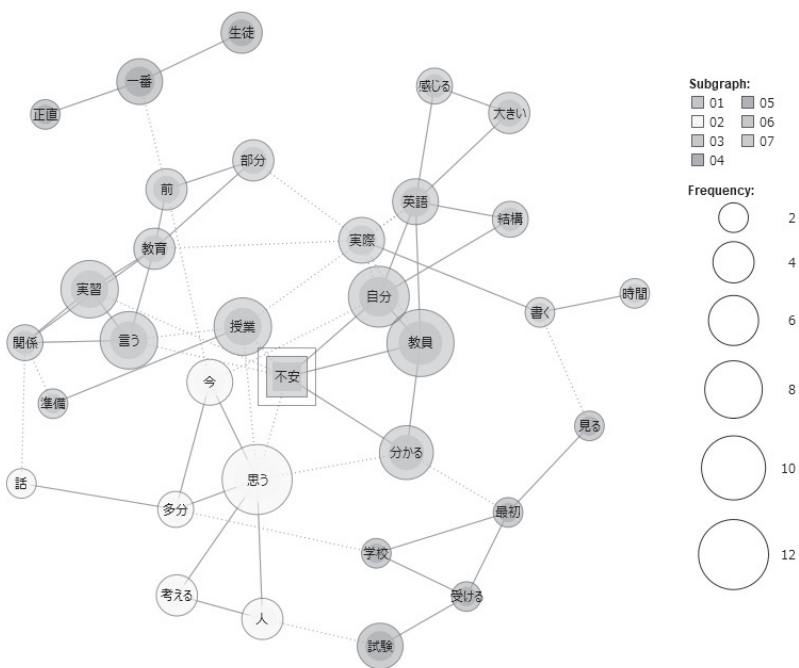 生徒
一番
正直
感じる
大きい
部分
前
英語
結構
実際
教育
実習
自分
時間
書く
授業
関係
言う
教員
不安
今
準備
見る
分かる
思う
話
多分
最初
学校
考える
受ける
人
試験
Subgraph:
01 05
02 06
03 07
04
Frequency:
2
4
6
8
10
12